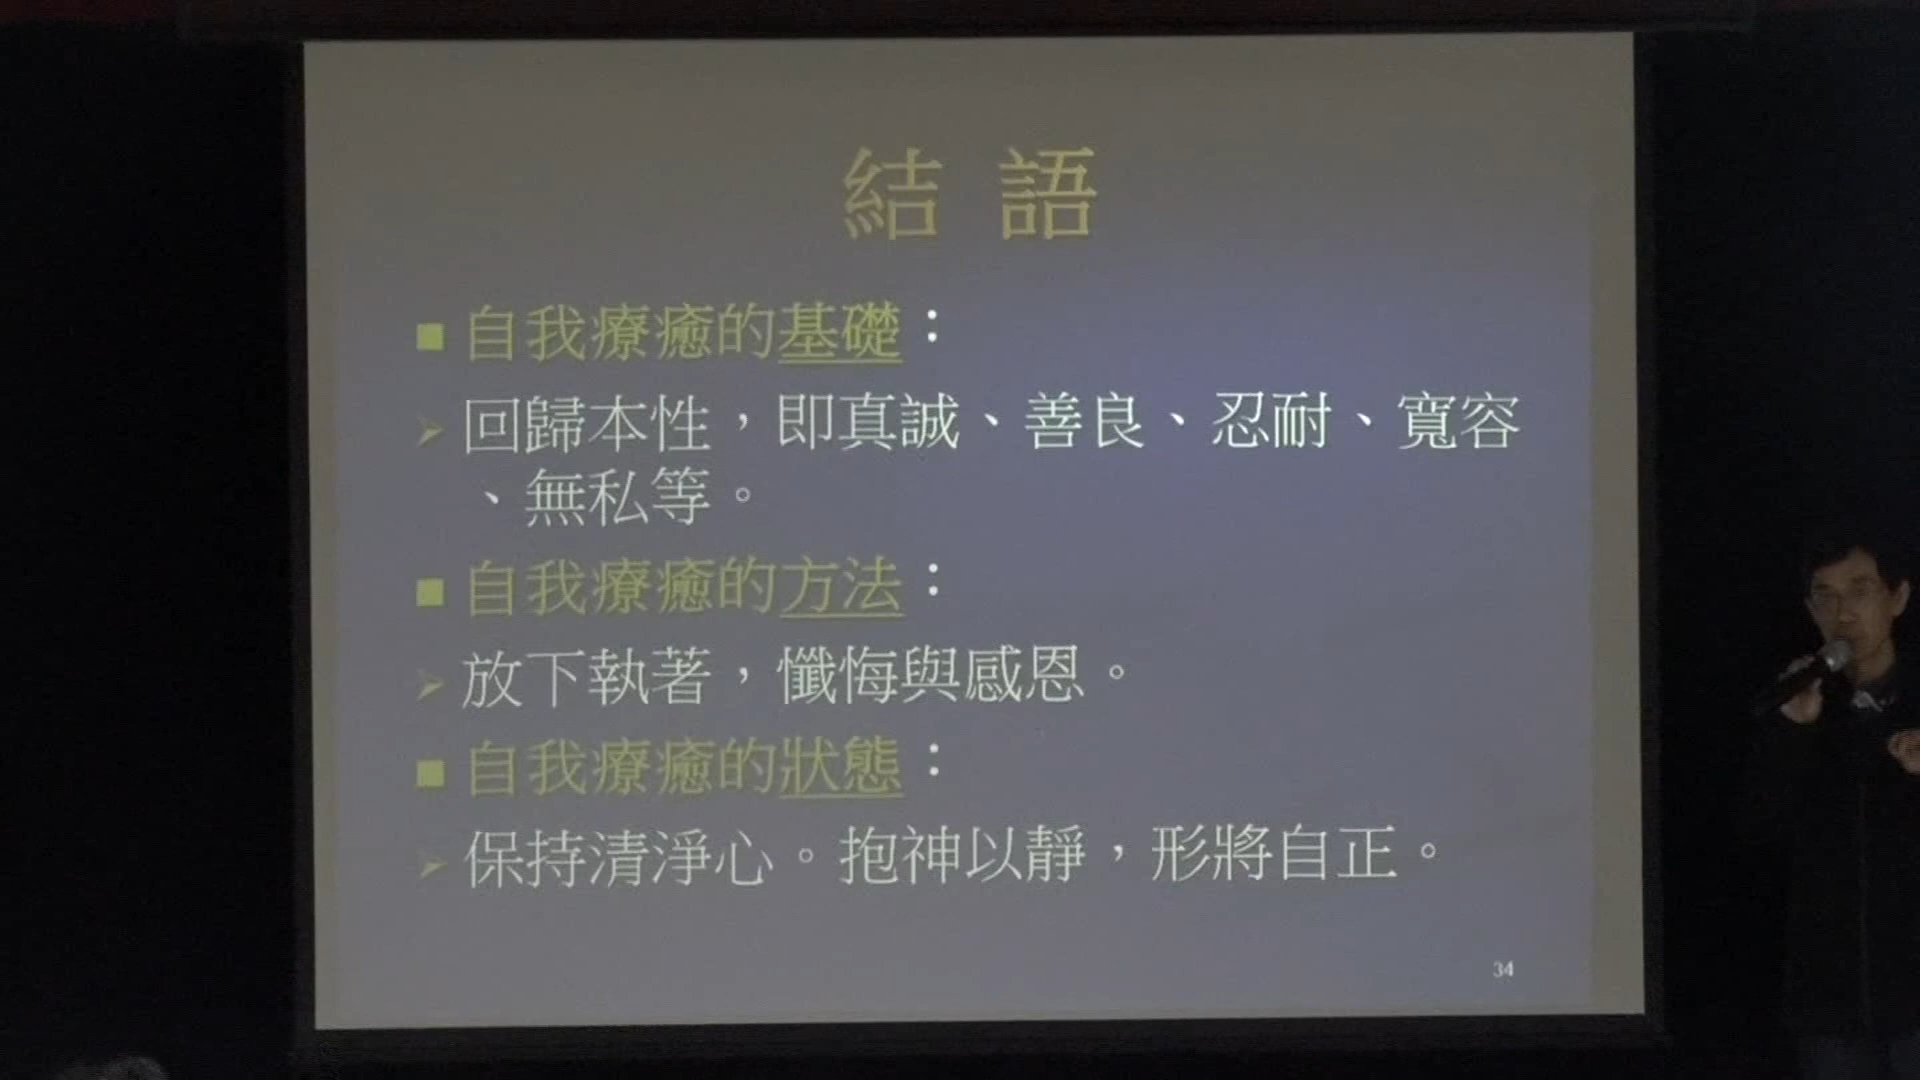 結 語
■ 自我療癒的基礎：
➢ 回歸本性，即真誠、善良、忍耐、寬容
、無私等。
■ 自我療癒的方法：
➢ 放下執著，懺悔與感恩。
■ 自我療癒的狀態：
➢ 保持清淨心。抱神以靜，形將自正。
34